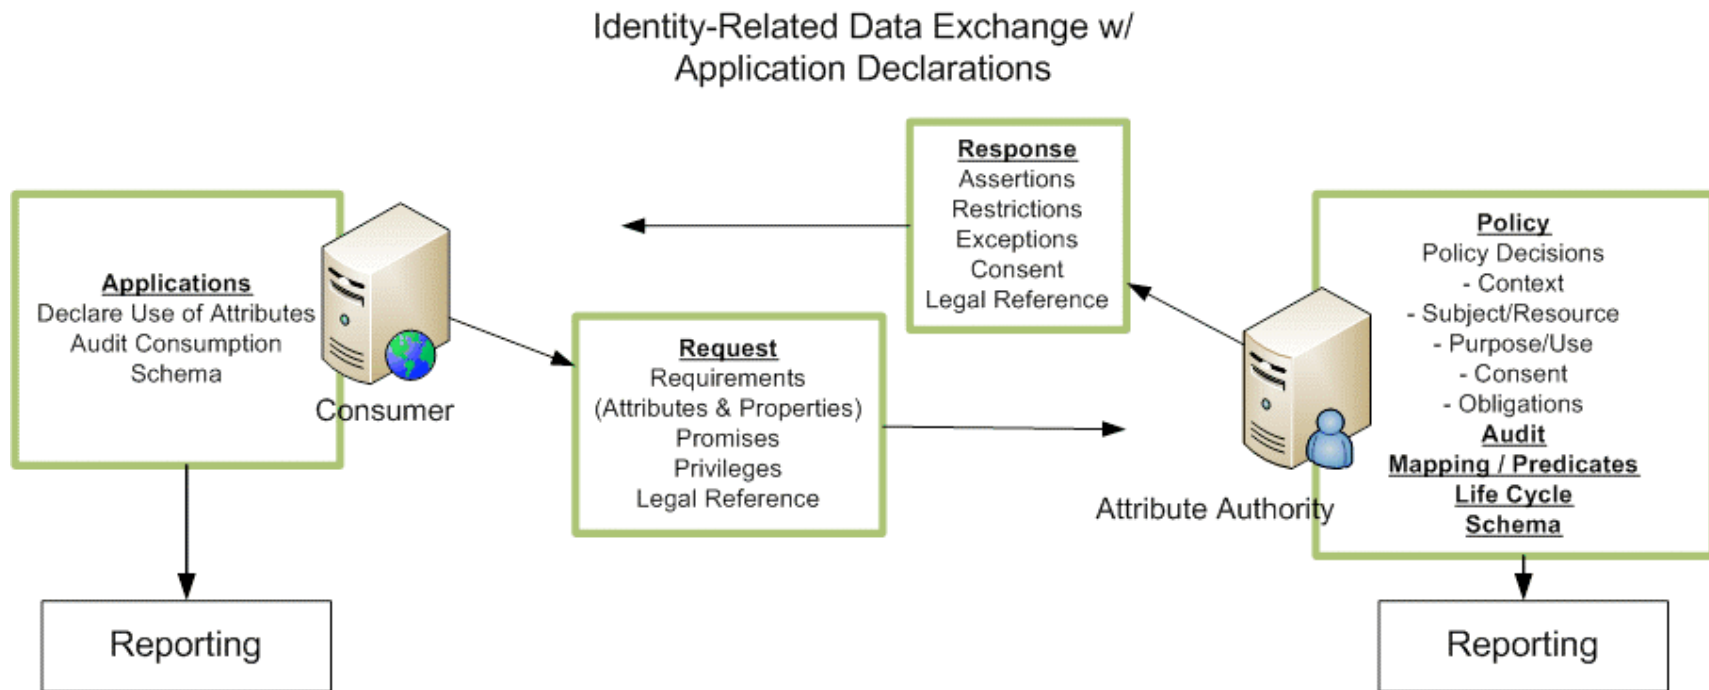 Identity-Related Data Exchange w/
Application Declarations
Applications
Declare Use of Attributes
Audit Consumption
Schema
Consumer
Reporting
Request
Requirements
(Attributes & Properties)
Promises
Privileges
Legal Reference
Response
Assertions
Restrictions
Exceptions
Consent
Legal Reference
Attribute Authority
Policy
Policy Decisions
- Context
- Subject/Resource
- Purpose/Use
- Consent
- Obligations
Audit
Mapping / Predicates
Life Cycle
Schema
Reporting